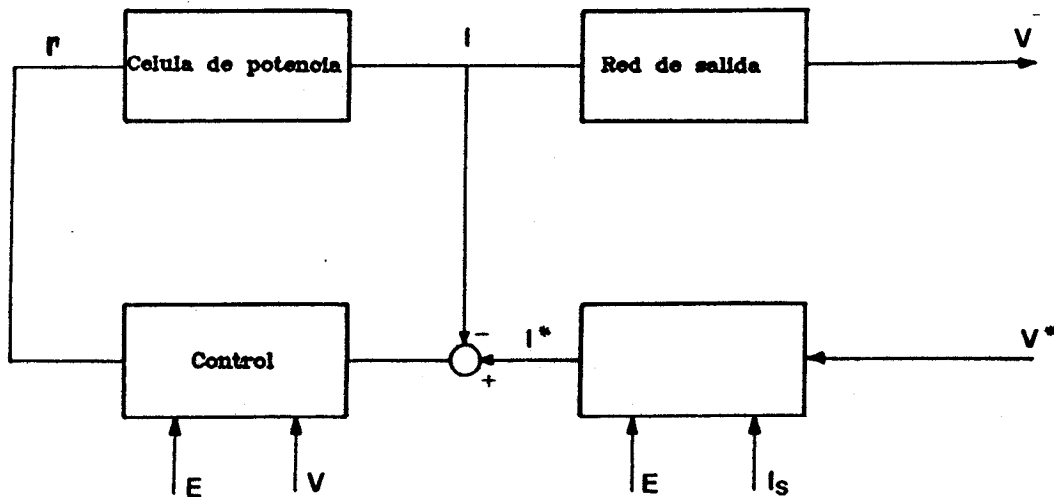 r
Celula de potencia
I
Red de salida
V
Control
-
+
I*
V*
E
V
E
Is